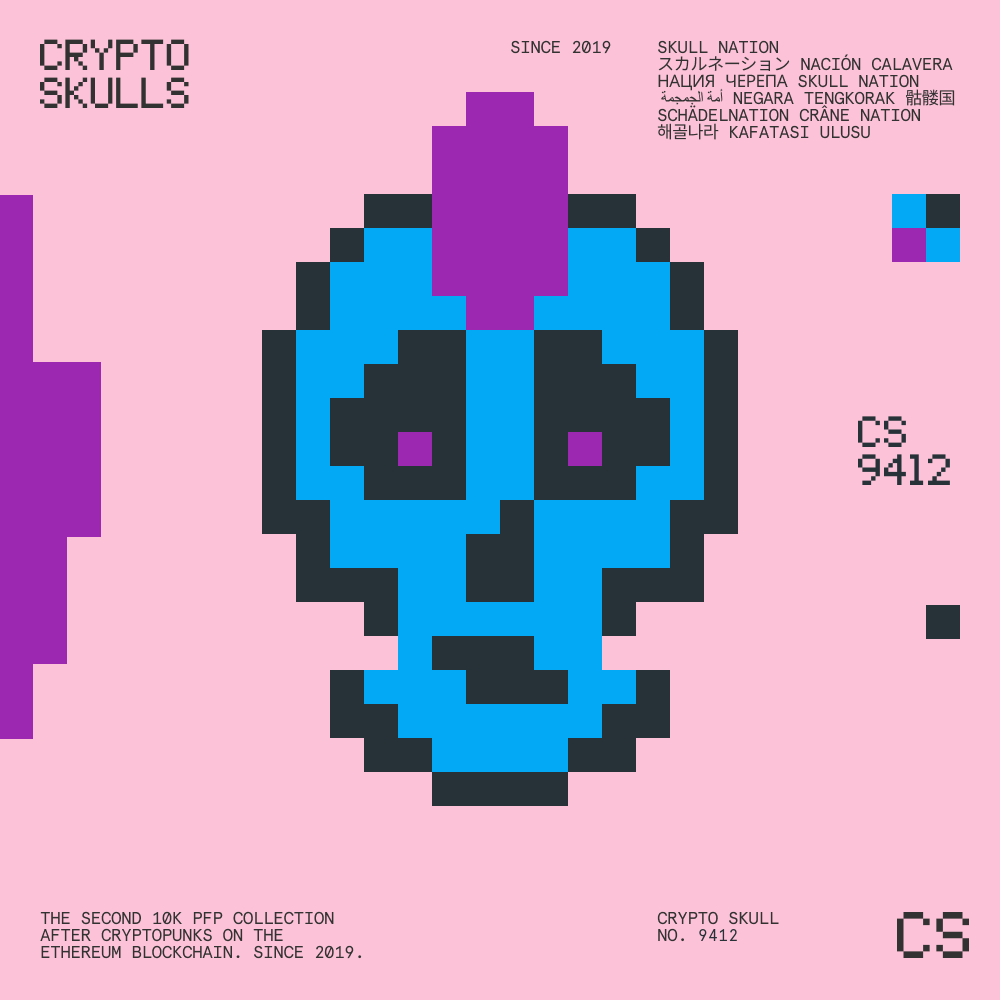 CRYPTO
SKULLS
SINCE 2019
SKULL NATION
スカルネーション NACIÓN CALAVERA
НАЦИЯ ЧЕРЕПА SKULL NATION
أمة الجمجمة NEGARA TENGKORAK 骷髅国
SCHÄDELNATION CRÂNE NATION
해골나라 KAFATASI ULUSU
CS
9412
THE SECOND 10K PFP COLLECTION
AFTER CRYPTOPUNKS ON THE
ETHEREUM BLOCKCHAIN. SINCE 2019.
CRYPTO SKULL
NO. 9412
CS